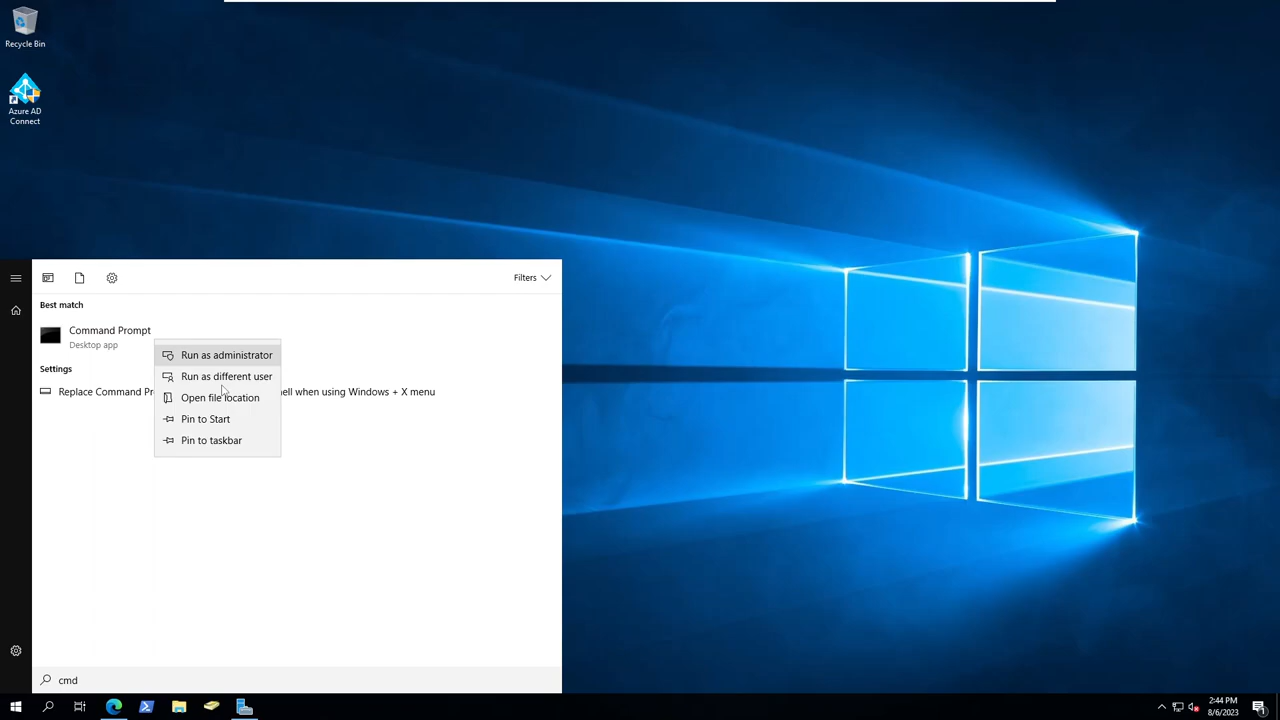 Recycle Bin
Azure AD
Connect
Filters
Best match
Command Prompt
Desktop app
Run as administrator
Run as different user
Settings
Replace Command Pr
ell when using Windows + X menu
Open file location
Pin to Start
Pin to taskbar
cmd
2:44 PM
8/6/2023
1